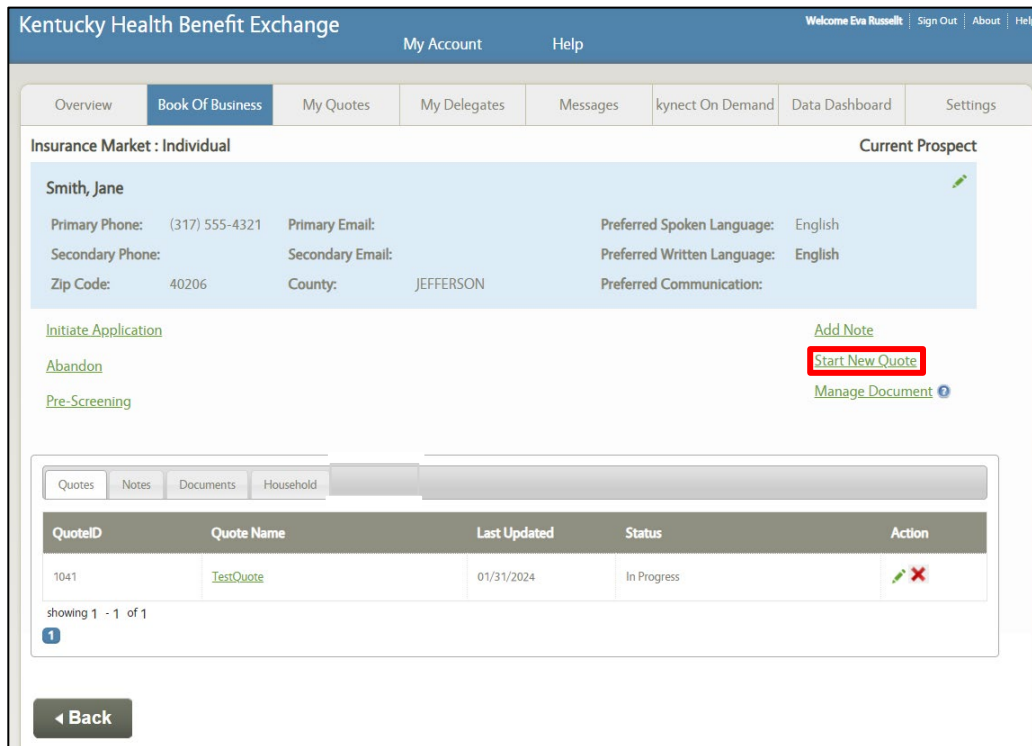 Kentucky Health Benefit Exchange
Welcome Eva Russellt Sign Out About Help
My Account Help
Overview Book Of Business My Quotes My Delegates Messages kynect On Demand Data Dashboard Settings
Insurance Market : Individual Current Prospect
Smith, Jane
Primary Phone: (317) 555-4321 Primary Email: Preferred Spoken Language: English
Secondary Phone: Secondary Email: Preferred Written Language: English
Zip Code: 40206 County: JEFFERSON Preferred Communication:
Initiate Application Add Note
Abandon Start New Quote
Pre-Screening Manage Document ?
Quotes Notes Documents Household
QuoteID Quote Name Last Updated Status Action
1041 TestQuote 01/31/2024 In Progress
showing 1 - 1 of 1
1
Back